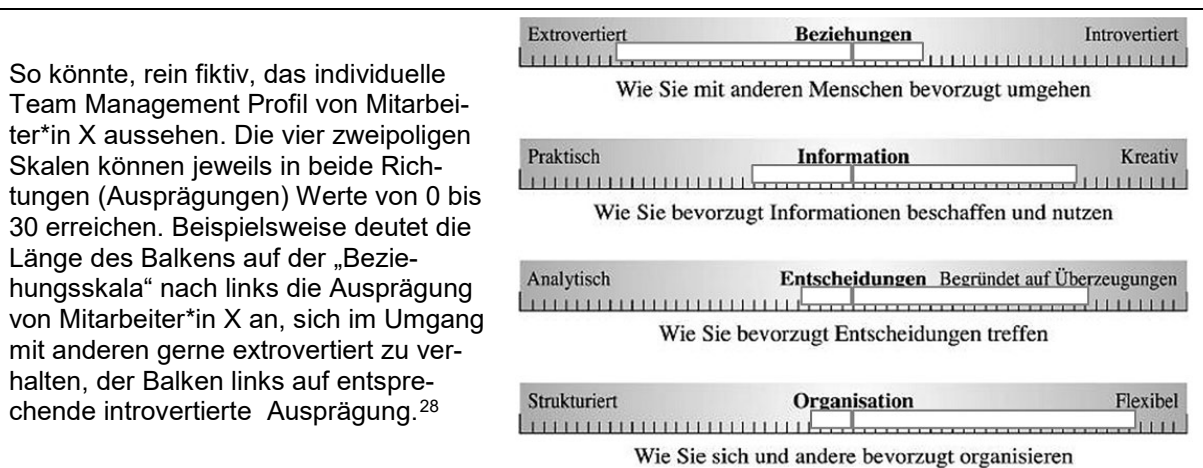 So könnte, rein fiktiv, das individuelle
Team Management Profil von Mitarbei-
ter*in X aussehen. Die vier zweipoligen
Skalen können jeweils in beide Rich-
tungen (Ausprägungen) Werte von 0 bis
30 erreichen. Beispielsweise deutet die
Länge des Balkens auf der „Bezie-
hungsskala“ nach links die Ausprägung
von Mitarbeiter*in X an, sich im Umgang
mit anderen gerne extrovertiert zu ver-
halten, der Balken links auf entspre-
chende introvertierte Ausprägung.28
Extrovertiert Beziehungen Introvertiert
Wie Sie mit anderen Menschen bevorzugt umgehen
Praktisch Information Kreativ
Wie Sie bevorzugt Informationen beschaffen und nutzen
Analytisch Entscheidungen Begründet auf Überzeugungen
Wie Sie bevorzugt Entscheidungen treffen
Strukturiert Organisation Flexibel
Wie Sie sich und andere bevorzugt organisieren